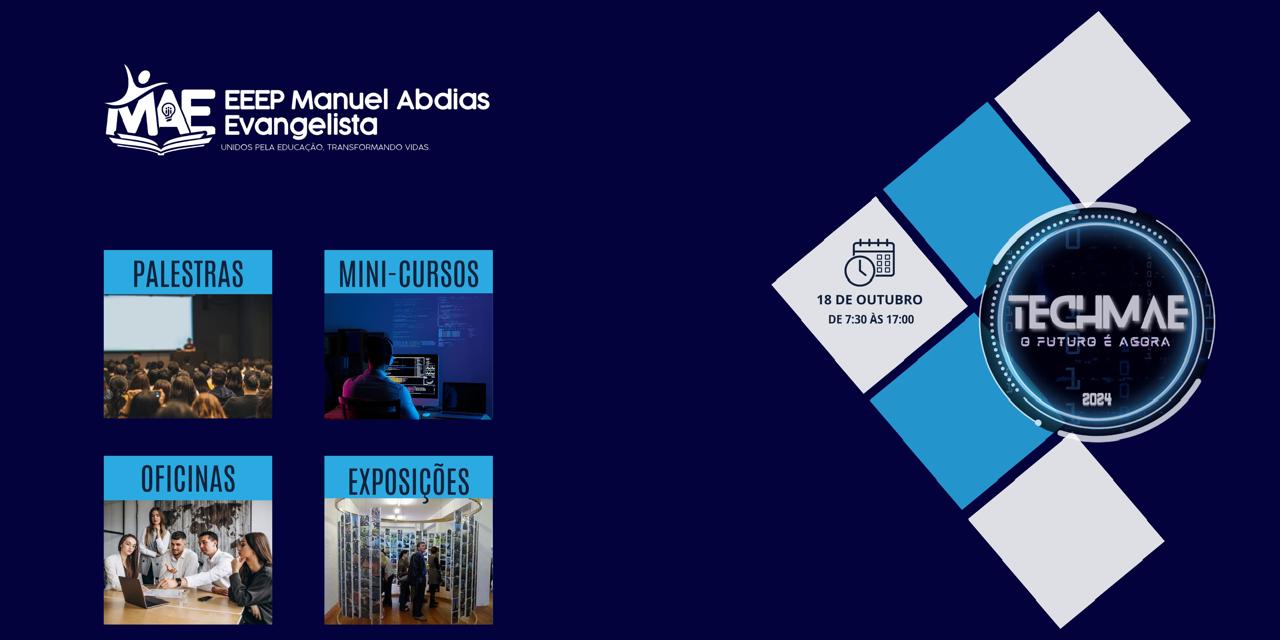 MAE
EEEP Manuel Abdias
Evangelista
UNIDOS PELA EDUCAÇÃO, TRANSFORMANDO VIDAS.
PALESTRAS
MINI-CURSOS
OFICINAS
EXPOSIÇÕES
18 DE OUTUBRO
DE 7:30 ÀS 17:00
TECHMAE
O FUTURO É AGORA
2024